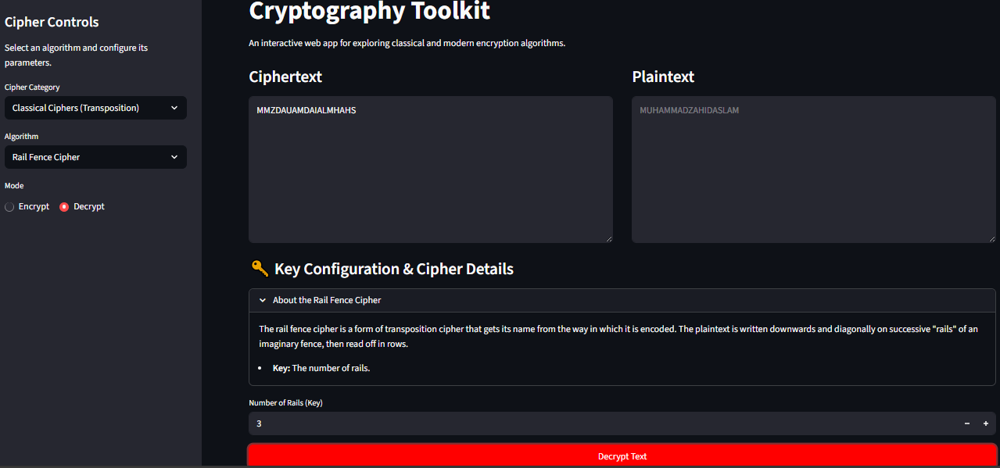 Cipher Controls
Select an algorithm and configure its
parameters.
Cipher Category
Classical Ciphers (Transposition)
Algorithm
Rail Fence Cipher
Mode
Encrypt
Decrypt
Cryptography Toolkit
An interactive web app for exploring classical and modern encryption algorithms.
Ciphertext
MMZDAUAMDAIALMHAHS
Plaintext
MUHAMMADZAHIDASLAM
Key Configuration & Cipher Details
About the Rail Fence Cipher
The rail fence cipher is a form of transposition cipher that gets its name from the way in which it is encoded. The plaintext is written downwards and diagonally on successive "rails" of an
imaginary fence, then read off in rows.
• Key: The number of rails.
Number of Rails (Key)
3
Decrypt Text